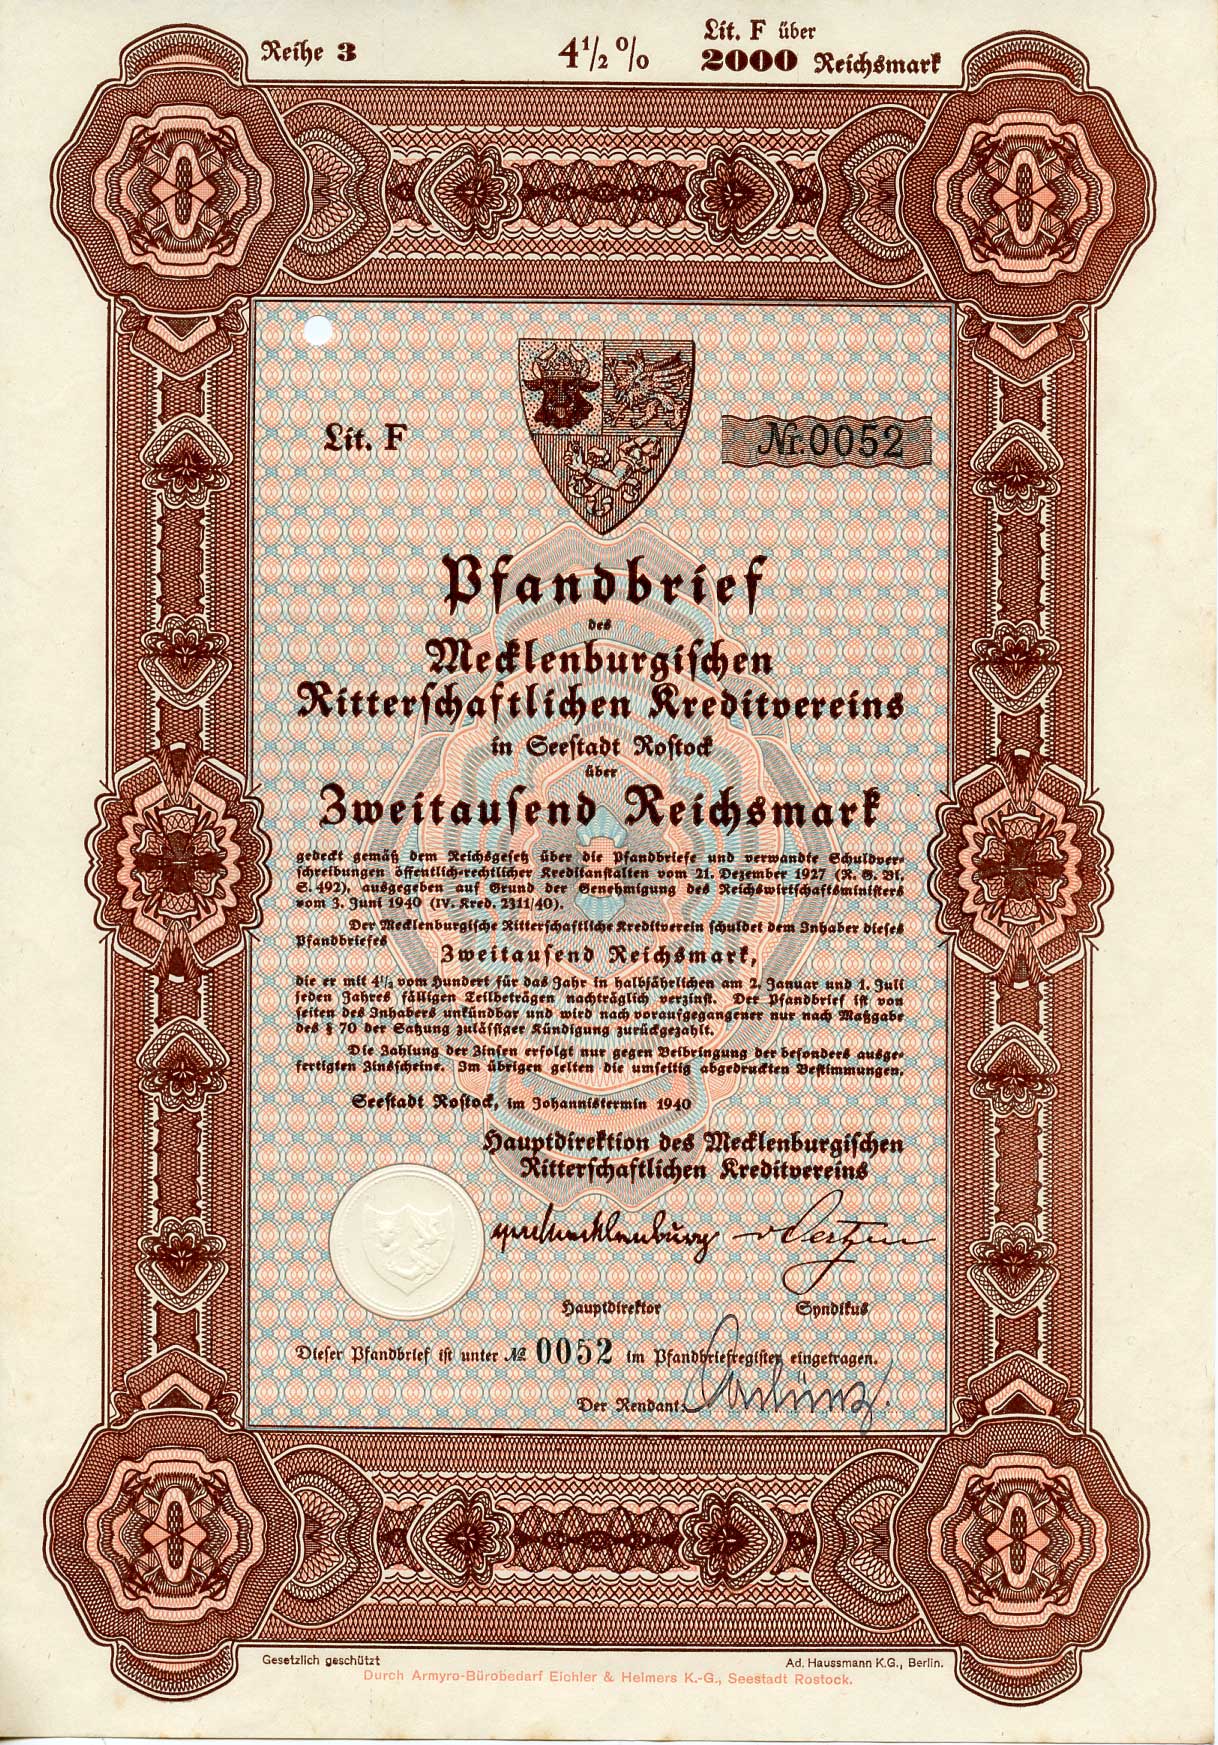 Reihe 3
4½ %
Lit. F über
2000 Reichsmark
Lit. F
Nr. 0052
Pfandbrief
des
Mecklenburgischen
Ritterschaftlichen Kreditvereins
in Seestadt Rostock
über
Zweitausend Reichsmark
gedeckt gemäß dem Reichsgesetz über die Pfandbriefe und verwandte Schuldver-
schreibungen öffentlich-rechtlicher Kreditanstalten vom 21. Dezember 1927 (R. G. Bl.
S. 492), ausgegeben auf Grund der Genehmigung des Reichswirtschaftsministers
vom 3. Juni 1940 (IV. Kred. 2311/40).
Der Mecklenburgische Ritterschaftliche Kreditverein schuldet dem Inhaber dieses
Pfandbriefes
Zweitausend Reichsmark,
die er mit 4½ vom Hundert für das Jahr in halbjährlichen am 2. Januar und 1. Juli
jeden Jahres fälligen Teilbeträgen nachträglich verzinst. Der Pfandbrief ist von
seiten des Inhabers unkündbar und wird nach voraufgegangener nur nach Maßgabe
des § 70 der Satzung zulässiger Kündigung zurückgezahlt.
Die Zahlung der Zinsen erfolgt nur gegen Beibringung der besonders ausge-
fertigten Zinsscheine. Im übrigen gelten die umseitig abgedruckten Bestimmungen.
Seestadt Rostock, im Johannistermin 1940
Hauptdirektion des Mecklenburgischen
Ritterschaftlichen Kreditvereins
Hauptdirektor
Syndikus
Dieser Pfandbrief ist unter № 0052 im Pfandbriefregister eingetragen.
Der Rendant:
Gesetzlich geschützt
Ad. Haussmann K.G., Berlin.
Durch Armyro-Bürobedarf Eichler & Helmers K.-G., Seestadt Rostock.